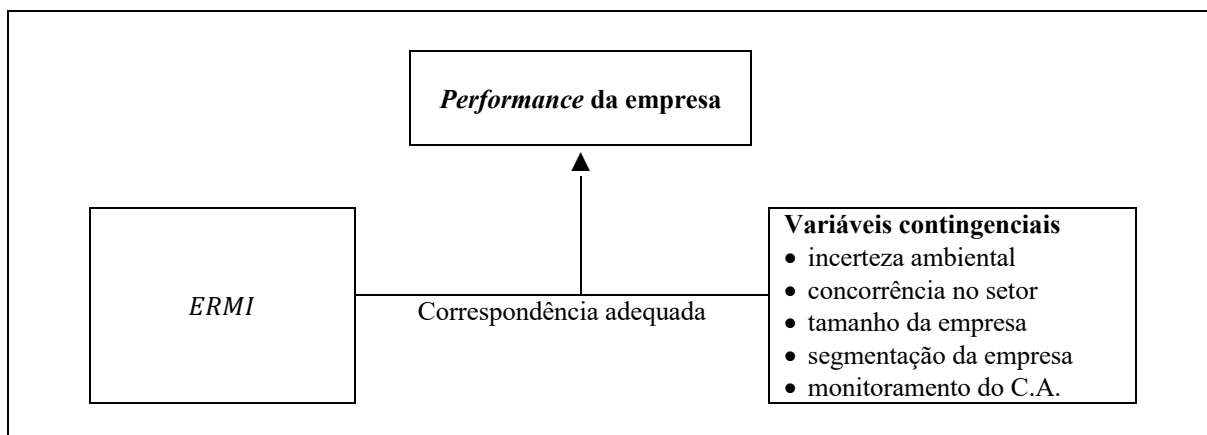 Performance da empresa
ERMI
Correspondência adequada
Variáveis contingenciais
• incerteza ambiental
• concorrência no setor
• tamanho da empresa
• segmentação da empresa
• monitoramento do C.A.